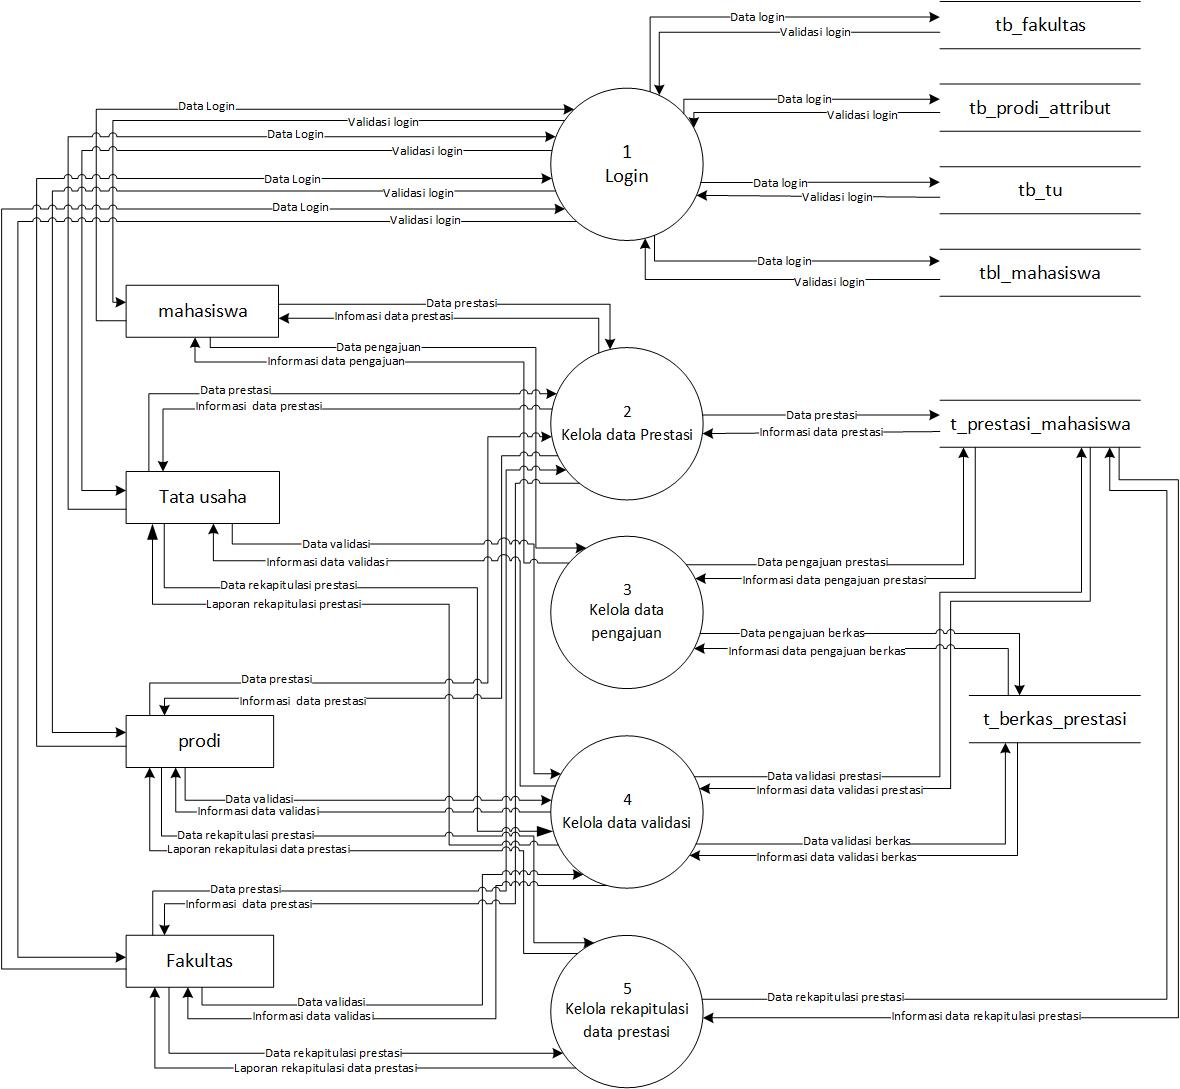 Data login
tb_fakultas
Validasi login
Data login
tb_prodi_attribut
Validasi login
Data Login
Validasi login
Data Login
Validasi login
1
Login
Data Login
Validasi login
Data Login
Validasi login
Data login
tb_tu
Validasi login
Data login
tbl_mahasiswa
Validasi login
mahasiswa
Data prestasi
Infomasi data prestasi
Data pengajuan
Informasi data pengajuan
Data prestasi
Informasi  data prestasi
2
Kelola data Prestasi
Data prestasi
Informasi data prestasi
t_prestasi_mahasiswa
Tata usaha
Data validasi
Informasi data validasi
Data rekapitulasi prestasi
Laporan rekapitulasi prestasi
3
Kelola data
pengajuan
Data pengajuan prestasi
Informasi data pengajuan prestasi
Data pengajuan berkas
Informasi data pengajuan berkas
t_berkas_prestasi
Data prestasi
Informasi  data prestasi
prodi
Data validasi
Informasi data validasi
Data rekapitulasi prestasi
Laporan rekapitulasi data prestasi
4
Kelola data validasi
Data validasi prestasi
Informasi data validasi prestasi
Data validasi berkas
Informasi data validasi berkas
Data prestasi
Informasi  data prestasi
Fakultas
Data validasi
Informasi data validasi
Data rekapitulasi prestasi
Laporan rekapitulasi data prestasi
5
Kelola rekapitulasi
data prestasi
Data rekapitulasi prestasi
Informasi data rekapitulasi prestasi